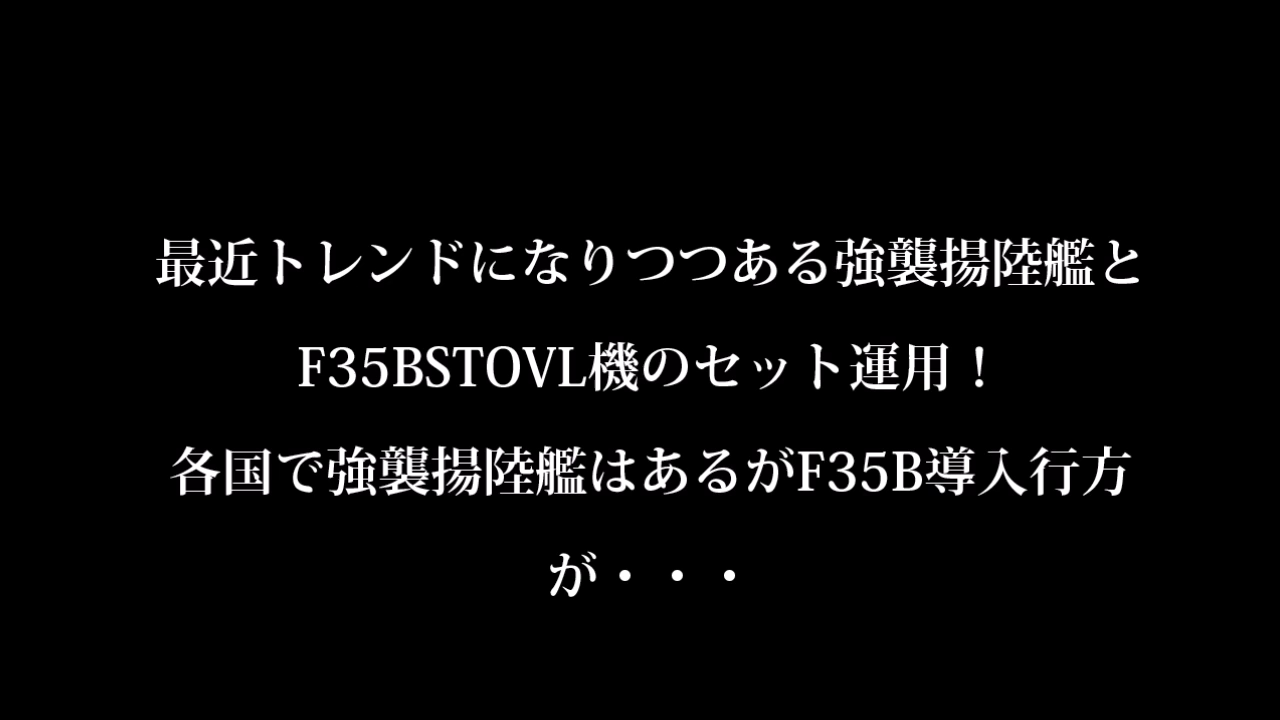 最近トレンドになりつつある強襲揚陸艦と
F35BSTOVL機のセット運用！
各国で強襲揚陸艦はあるがF35B導入行方
が・・・